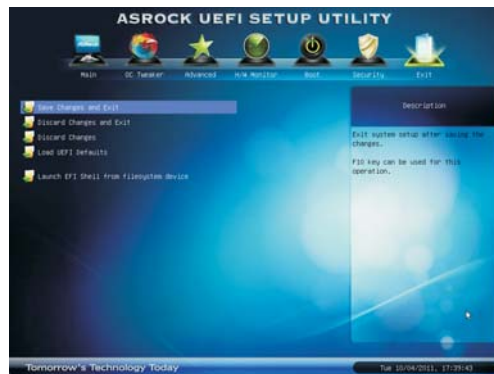 ASROCK UEFI SETUP UTILITY
Main OC Tweaker Advanced H/W Monitor Boot Security Exit
Save Changes and Exit
Discard Changes and Exit
Discard Changes
Load UEFI Defaults
Launch EFI Shell from filesystem device
Description
Exit system setup after saving the
changes.
F10 key can be used for this
operation.
Tomorrow's Technology Today
Tue 10/04/2011, 17:39:43